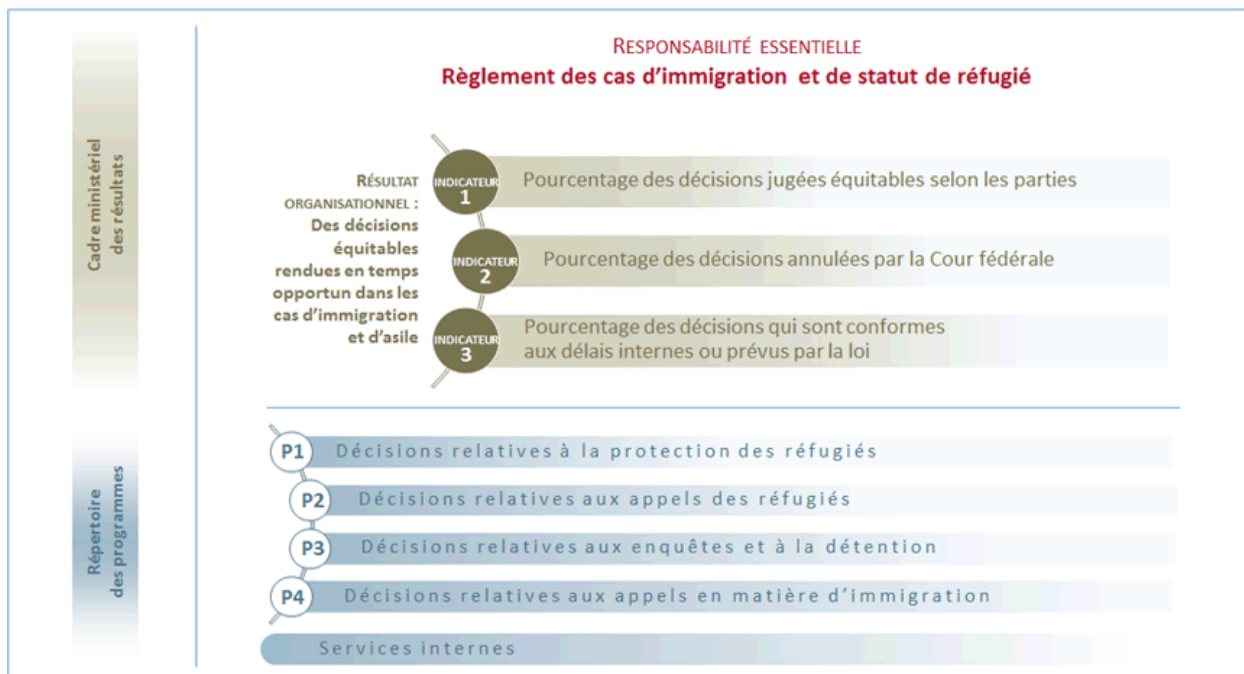 RESPONSABILITÉ ESSENTIELLE
Règlement des cas d'immigration et de statut de réfugié
Cadre ministériel
des résultats
RÉSULTAT
ORGANISATIONNEL :
Des décisions
équitables
rendues en temps
opportun dans les
cas d'immigration
et d'asile
INDICATEUR
1
Pourcentage des décisions jugées équitables selon les parties
INDICATEUR
2
Pourcentage des décisions annulées par la Cour fédérale
INDICATEUR
3
Pourcentage des décisions qui sont conformes
aux délais internes ou prévus par la loi
Répertoire
des programmes
P1 Décisions relatives à la protection des réfugiés
P2 Décisions relatives aux appels des réfugiés
P3 Décisions relatives aux enquêtes et à la détention
P4 Décisions relatives aux appels en matière d'immigration
Services internes